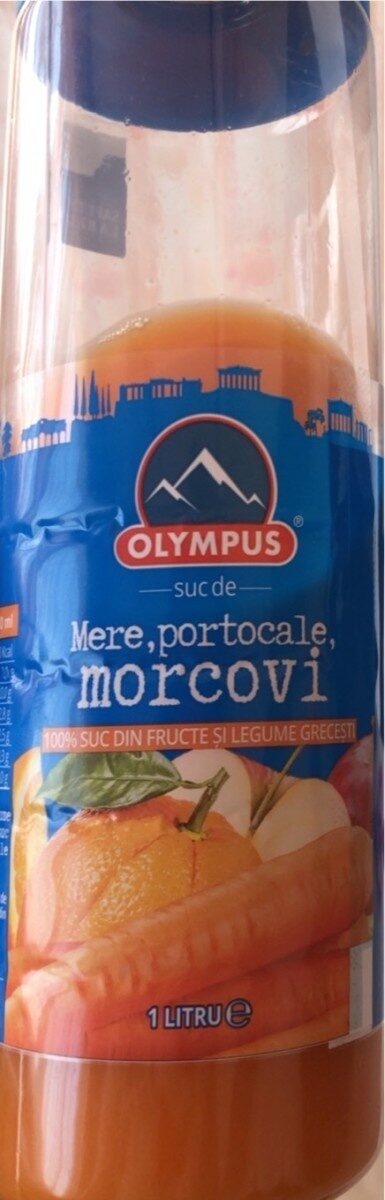 OLYMPUS®
suc de
Mere, portocale,
morcovi
100% SUC DIN FRUCTE ȘI LEGUME GRECEȘTI
1 LITRU ℮